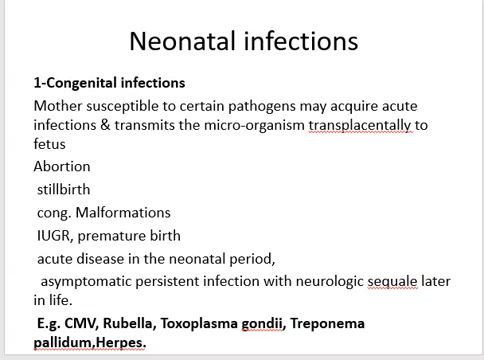 Neonatal infections
1-Congenital infections
Mother susceptible to certain pathogens may acquire acute
infections & transmits the micro-organism transplacentally to
fetus
Abortion
stillbirth
cong. Malformations
IUGR, premature birth
acute disease in the neonatal period,
asymptomatic persistent infection with neurologic sequale later
in life.
E.g. CMV, Rubella, Toxoplasma gondii, Treponema
pallidum,Herpes.